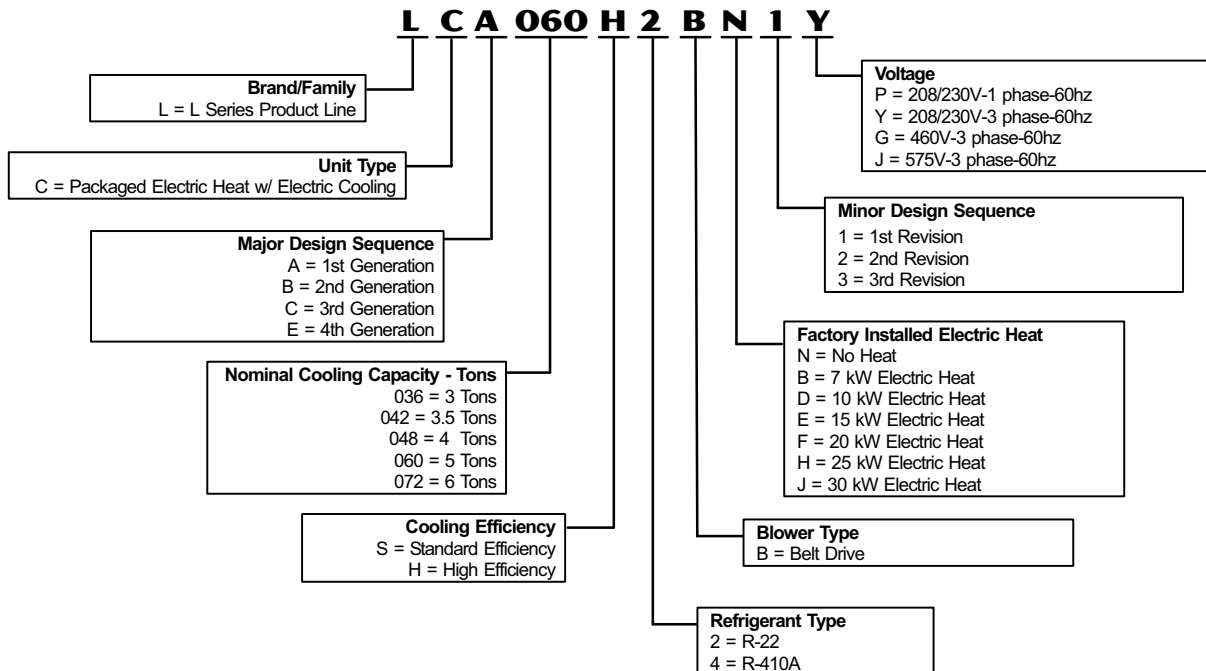 L C A 060 H 2 B N 1 Y
Brand/Family
L = L Series Product Line
Unit Type
C = Packaged Electric Heat w/ Electric Cooling
Major Design Sequence
A = 1st Generation
B = 2nd Generation
C = 3rd Generation
E = 4th Generation
Nominal Cooling Capacity - Tons
036 = 3 Tons
042 = 3.5 Tons
048 = 4 Tons
060 = 5 Tons
072 = 6 Tons
Cooling Efficiency
S = Standard Efficiency
H = High Efficiency
Voltage
P = 208/230V-1 phase-60hz
Y = 208/230V-3 phase-60hz
G = 460V-3 phase-60hz
J = 575V-3 phase-60hz
Minor Design Sequence
1 = 1st Revision
2 = 2nd Revision
3 = 3rd Revision
Factory Installed Electric Heat
N = No Heat
B = 7 kW Electric Heat
D = 10 kW Electric Heat
E = 15 kW Electric Heat
F = 20 kW Electric Heat
H = 25 kW Electric Heat
J = 30 kW Electric Heat
Blower Type
B = Belt Drive
Refrigerant Type
2 = R-22
4 = R-410A